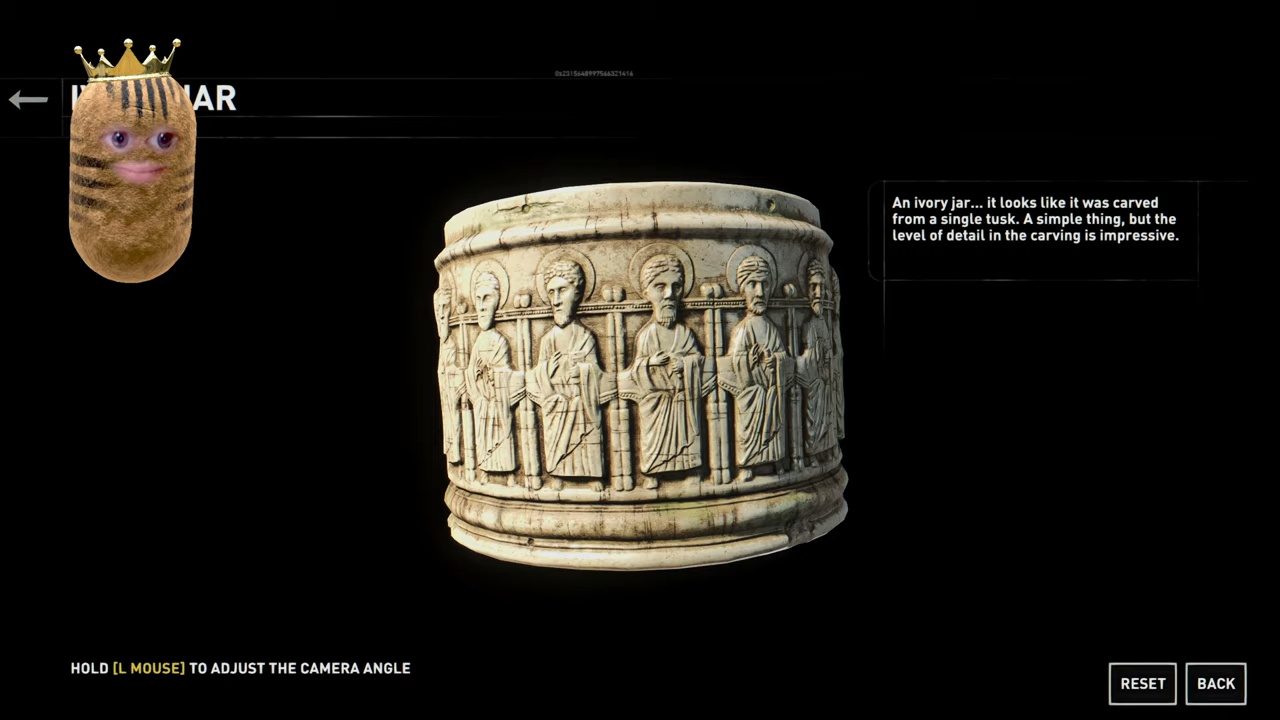 JAR
An ivory jar... it looks like it was carved
from a single tusk. A simple thing, but the
level of detail in the carving is impressive.
HOLD [L MOUSE] TO ADJUST THE CAMERA ANGLE
RESET
BACK